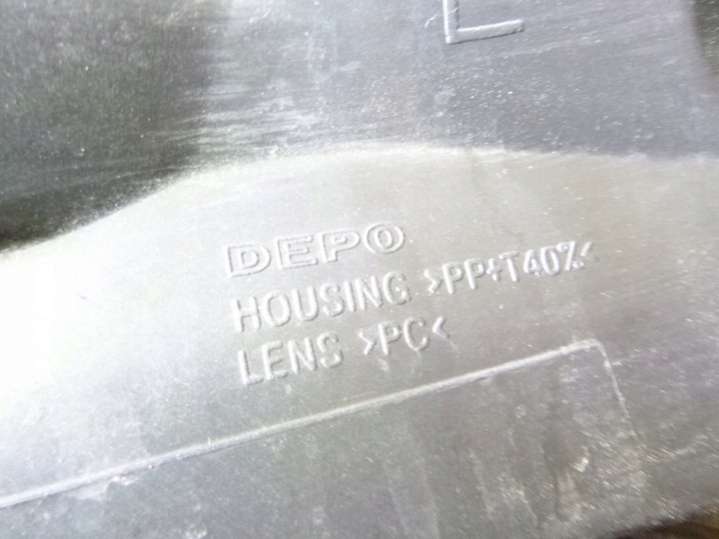 L
DEPO
HOUSING >PP+T40%<
LENS >PC<